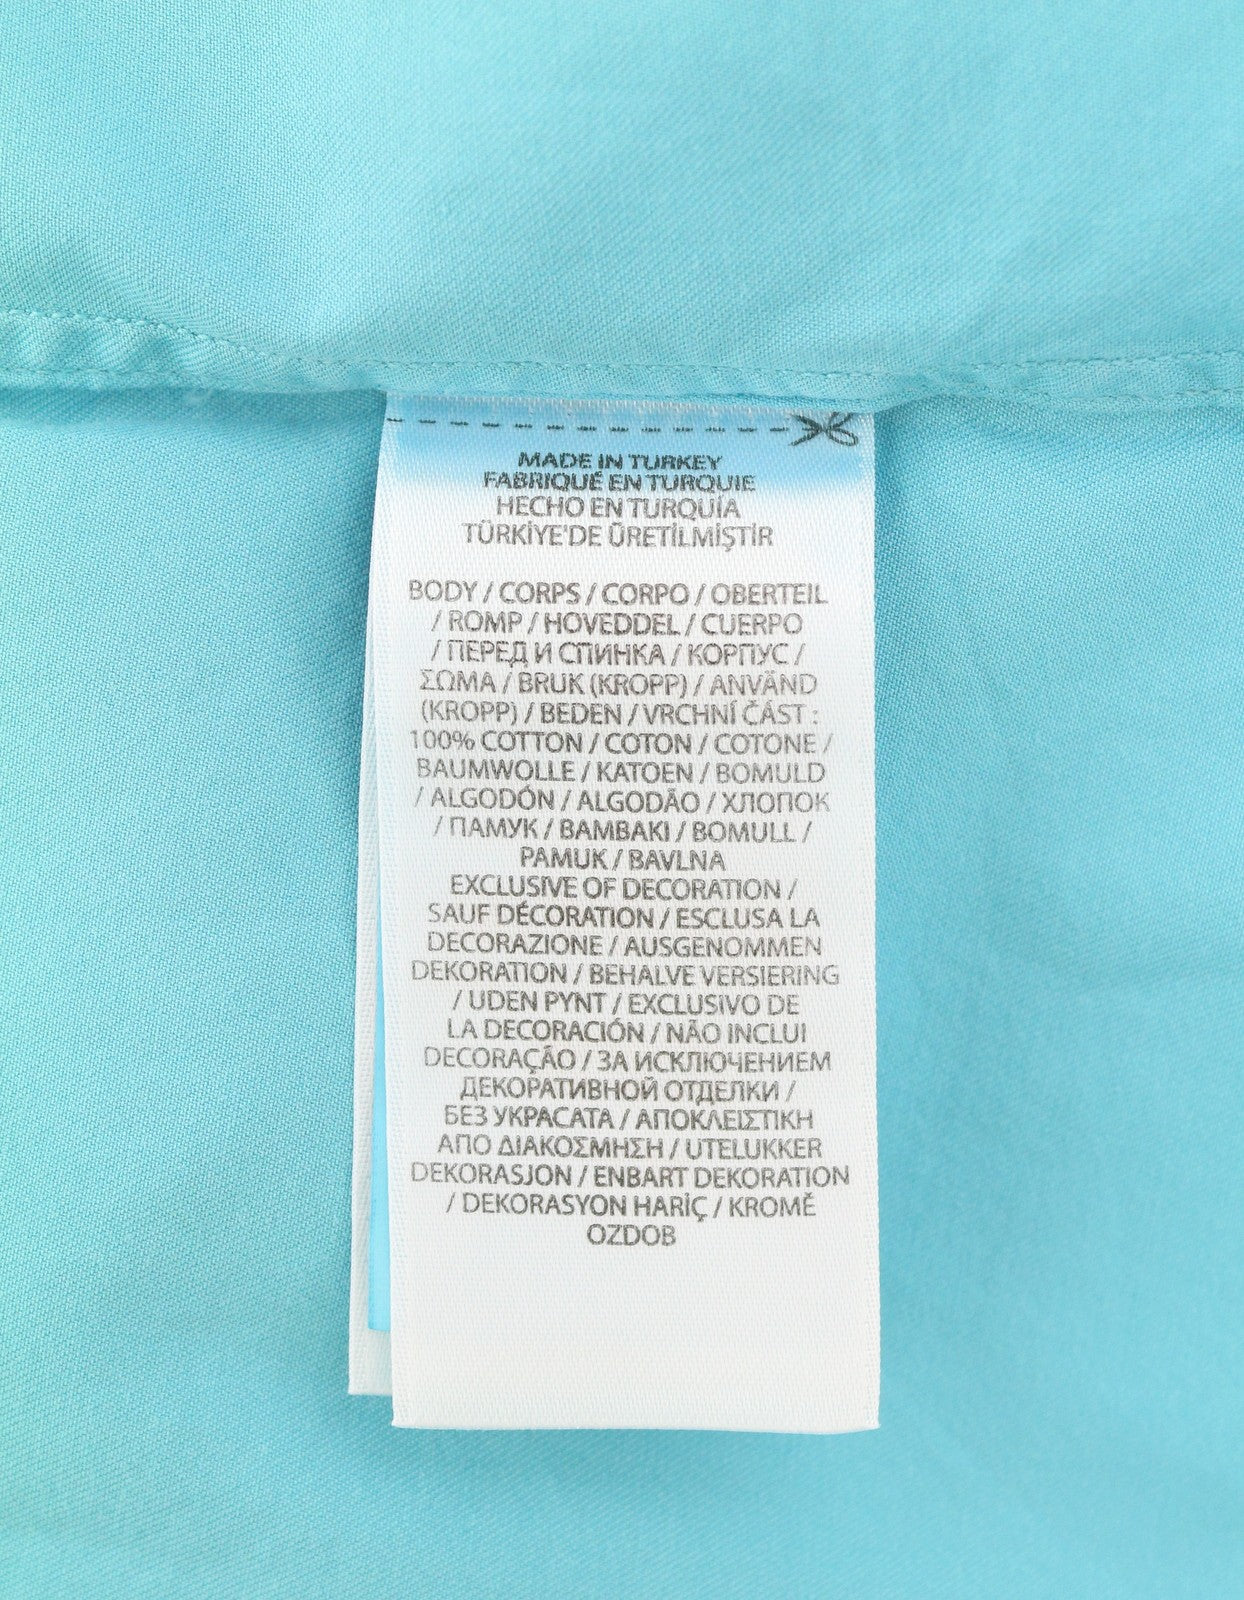 MADE IN TURKEY
FABRIQUÉ EN TURQUIE
HECHO EN TURQUÍA
TÜRKİYE'DE ÜRETİLMİŞTİR
BODY / CORPS / CORPO / OBERTEIL
/ ROMP / HOVEDDEL / CUERPO
/ ПЕРЕД И СПИНКА / КОРПУС /
ΣΩΜΑ / BRUK (KROPP) / ANVÄND
(KROPP) / BEDEN / VRCHNÍ ČÁST :
100% COTTON / COTON / COTONE /
BAUMWOLLE / KATOEN / BOMULD
/ ALGODÓN / ALGODÃO / ХЛОПОК
/ ПАМУК / BAMBAKI / BOMULL /
PAMUK / BAVLNA
EXCLUSIVE OF DECORATION /
SAUF DÉCORATION / ESCLUSA LA
DECORAZIONE / AUSGENOMMEN
DEKORATION / BEHALVE VERSIERING
/ UDEN PYNT / EXCLUSIVO DE
LA DECORACIÓN / NÃO INCLUI
DECORAÇÃO / ЗА ИСКЛЮЧЕНИЕМ
ДЕКОРАТИВНОЙ ОТДЕЛКИ /
БЕЗ УКРАСАТА / ΑΠΟΚΛΕΙΣΤΙΚΗ
ΑΠΟ ΔΙΑΚΟΣΜΗΣΗ / UTELUKKER
DEKORASJON / ENBART DEKORATION
/ DEKORASYON HARİÇ / KROMĚ
OZDOB